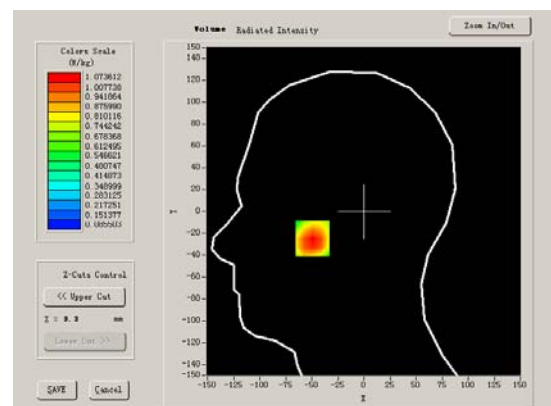 Volume Radiated Intensity
Zoom In/Out
Colors Scale
(W/kg)
1.073612
1.007738
0.941864
0.875990
0.810116
0.744242
0.678368
0.612495
0.546621
0.480747
0.414873
0.348999
0.283125
0.217251
0.151377
0.085503
Z-Cuts Control
<< Upper Cut
mm
Lower Cut >>
SAVE Cancel
150
140
120
100
80
60
40
20
0
-20
-40
-60
-80
-100
-120
-140
-150
Y
-150 -125 -100 -75 -50 -25 0 25 50 75 100 125 150
X